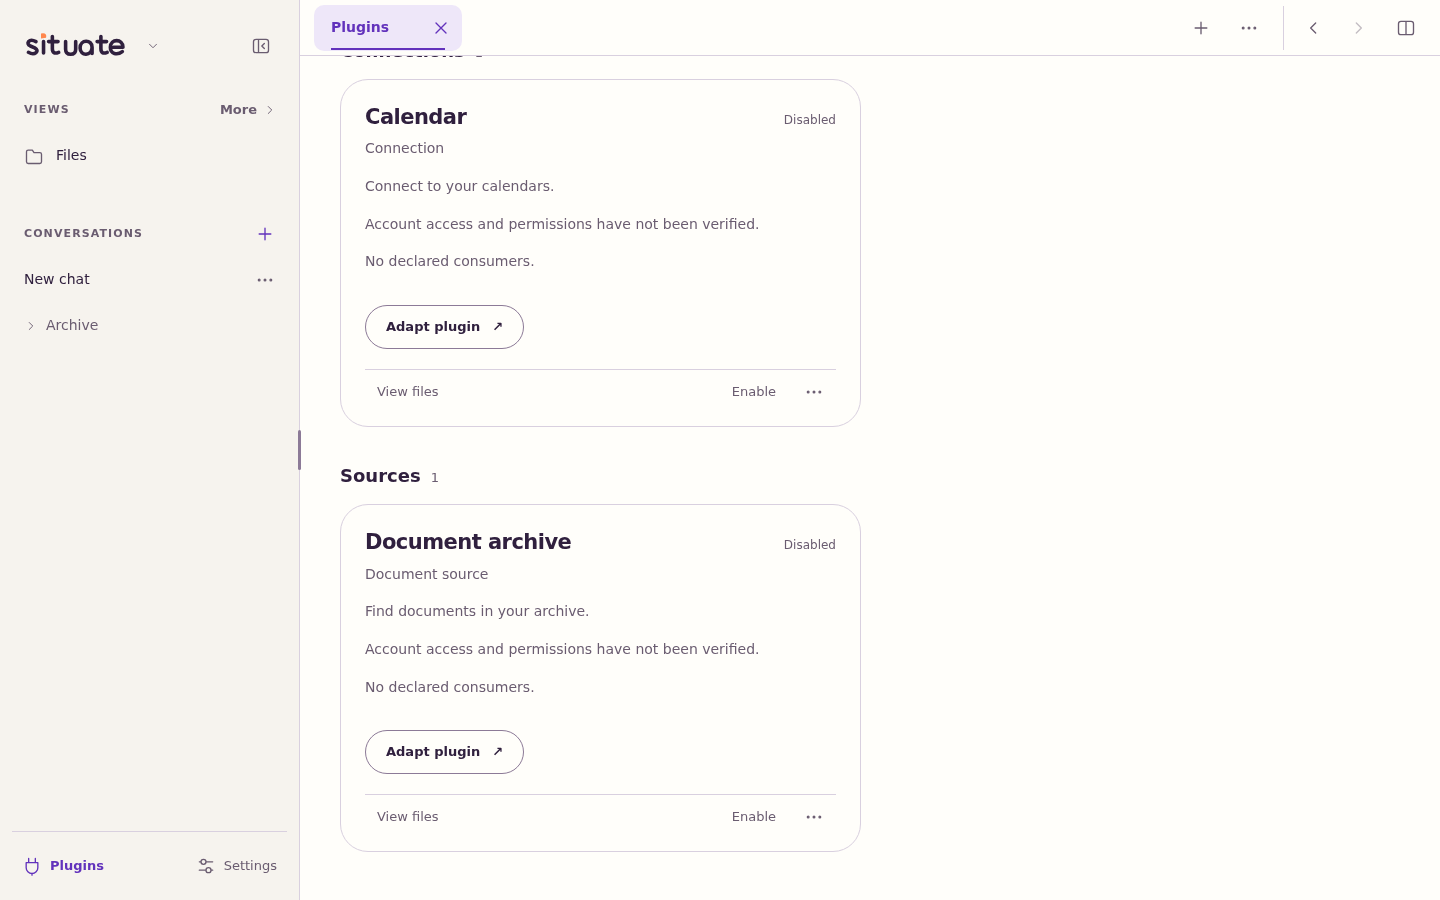 situate
Plugins
VIEWS
More
Files
CONVERSATIONS
New chat
Archive
Plugins
Settings
Calendar
Disabled
Connection
Connect to your calendars.
Account access and permissions have not been verified.
No declared consumers.
Adapt plugin ↗
View files
Enable
Sources 1
Document archive
Disabled
Document source
Find documents in your archive.
Account access and permissions have not been verified.
No declared consumers.
Adapt plugin ↗
View files
Enable